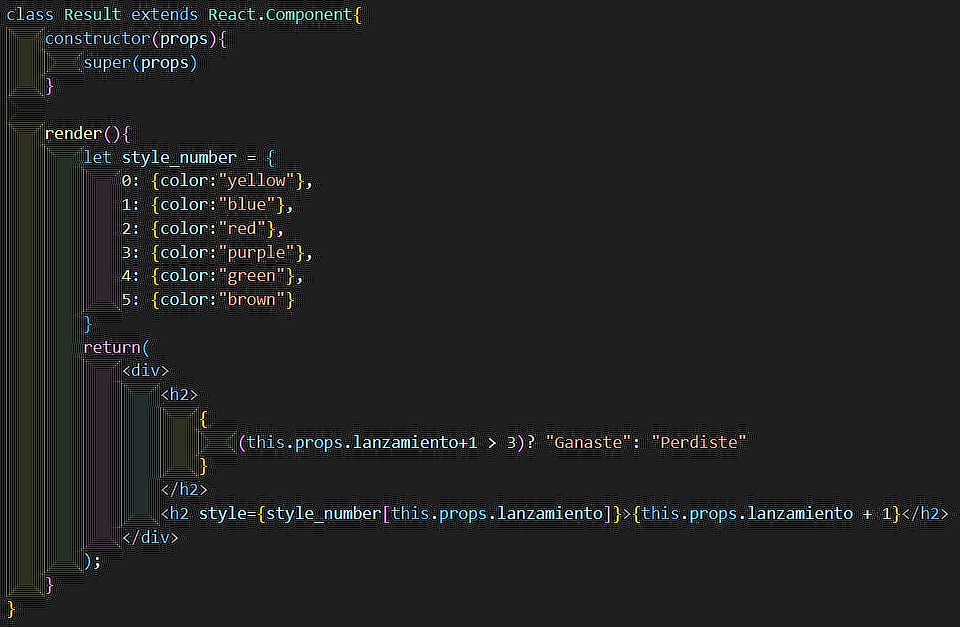 class Result extends React.Component{
    constructor(props){
        super(props)
    }

    render(){
        let style_number = {
            0: {color:"yellow"},
            1: {color:"blue"},
            2: {color:"red"},
            3: {color:"purple"},
            4: {color:"green"},
            5: {color:"brown"}
        }
        return(
            <div>
                <h2>
                    {
                        (this.props.lanzamiento+1 > 3)? "Ganaste": "Perdiste"
                    }
                </h2>
                <h2 style={style_number[this.props.lanzamiento]}>{this.props.lanzamiento + 1}</h2>
            </div>
        );
    }
}